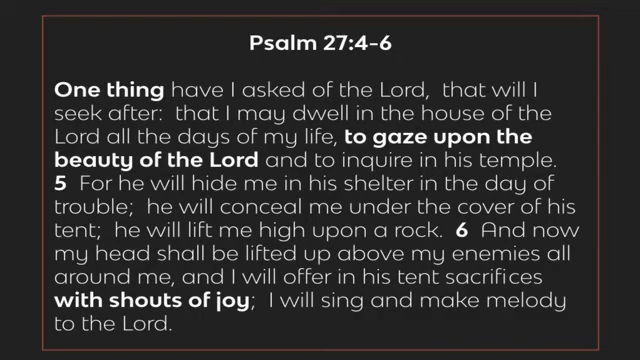 Psalm 27:4-6
One thing have I asked of the Lord, that will I
seek after: that I may dwell in the house of the
Lord all the days of my life, to gaze upon the
beauty of the Lord and to inquire in his temple.
5 For he will hide me in his shelter in the day of
trouble; he will conceal me under the cover of his
tent; he will lift me high upon a rock. 6 And now
my head shall be lifted up above my enemies all
around me, and I will offer in his tent sacrifices
with shouts of joy; I will sing and make melody
to the Lord.